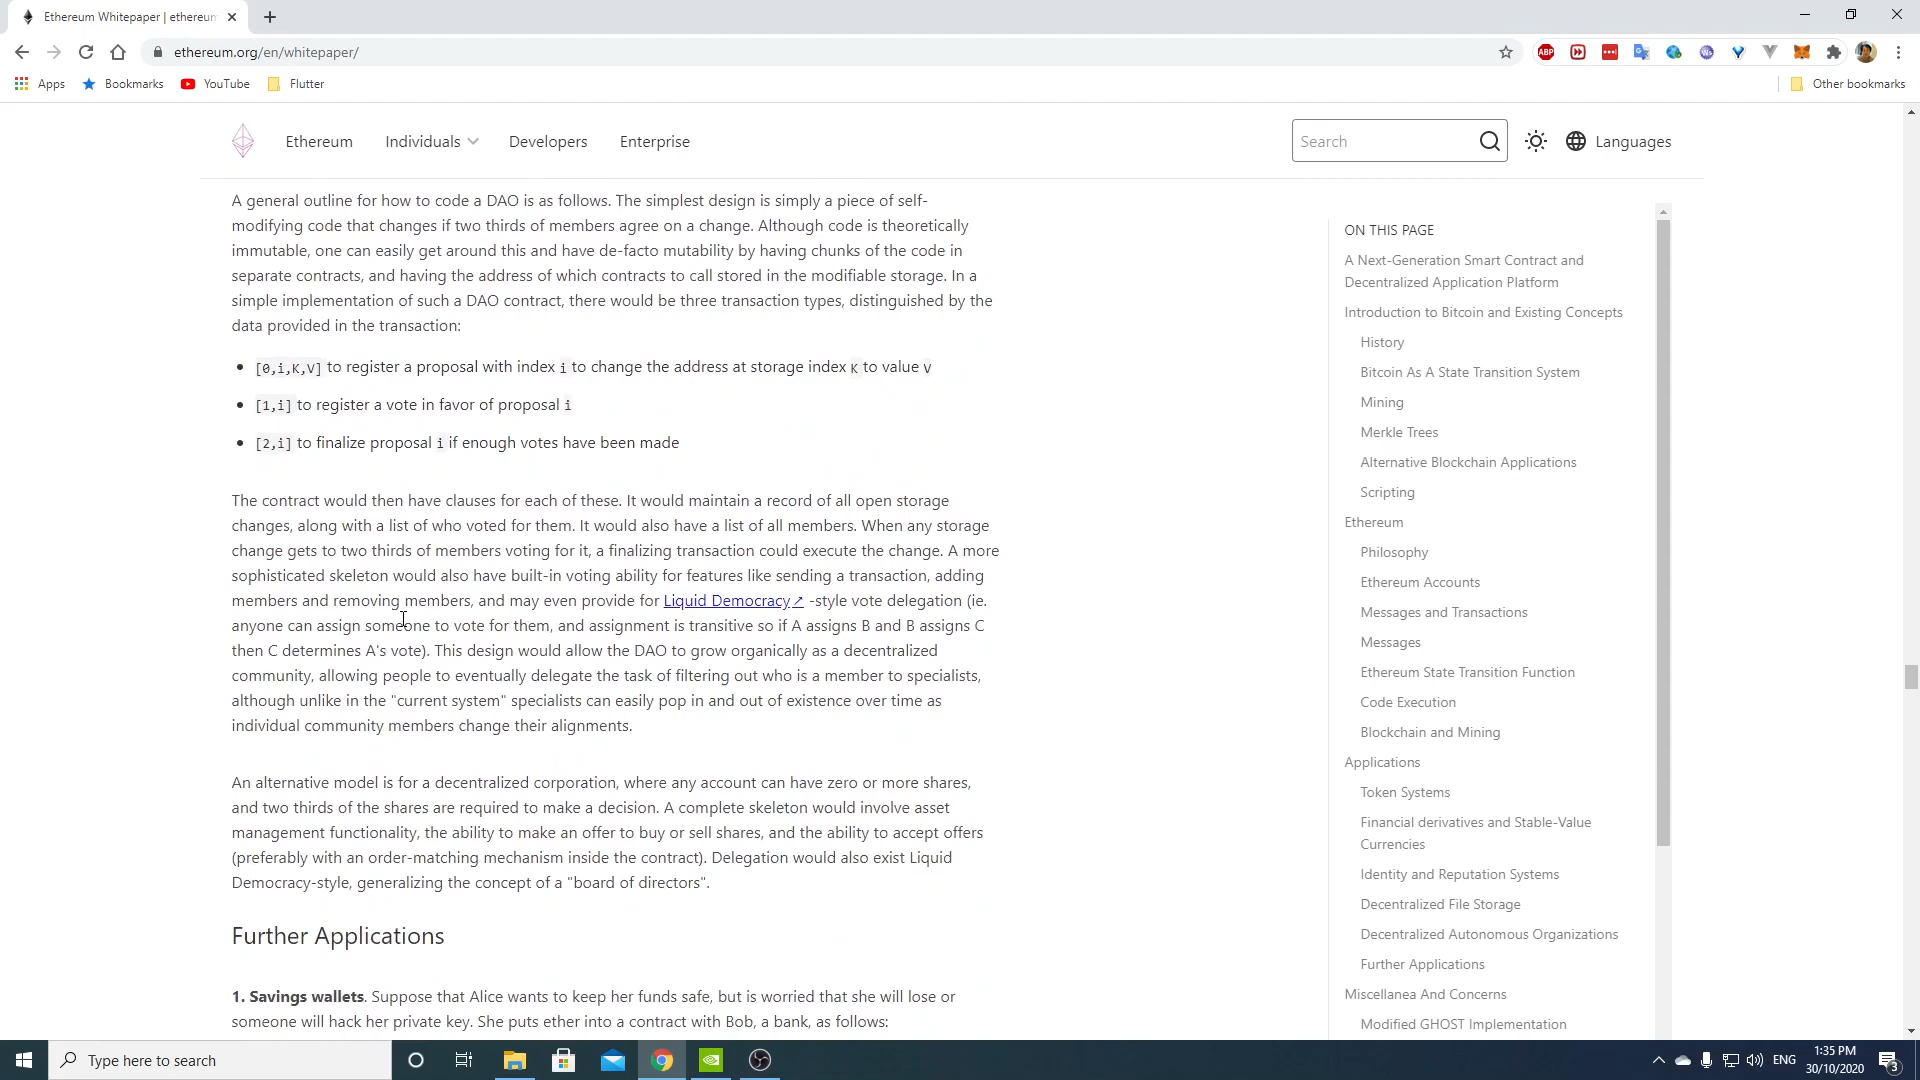 Ethereum Whitepaper | ethereum
ethereum.org/en/whitepaper/
ABP
Apps
Bookmarks
YouTube
Flutter
Other bookmarks
Ethereum
Individuals
Developers
Enterprise
Search
Languages
A general outline for how to code a DAO is as follows. The simplest design is simply a piece of self-
modifying code that changes if two thirds of members agree on a change. Although code is theoretically
immutable, one can easily get around this and have de-facto mutability by having chunks of the code in
separate contracts, and having the address of which contracts to call stored in the modifiable storage. In a
simple implementation of such a DAO contract, there would be three transaction types, distinguished by the
data provided in the transaction:
• [0,i,K,V] to register a proposal with index i to change the address at storage index K to value V
• [1,i] to register a vote in favor of proposal i
• [2,i] to finalize proposal i if enough votes have been made
The contract would then have clauses for each of these. It would maintain a record of all open storage
changes, along with a list of who voted for them. It would also have a list of all members. When any storage
change gets to two thirds of members voting for it, a finalizing transaction could execute the change. A more
sophisticated skeleton would also have built-in voting ability for features like sending a transaction, adding
members and removing members, and may even provide for Liquid Democracy↗ -style vote delegation (ie.
anyone can assign someone to vote for them, and assignment is transitive so if A assigns B and B assigns C
then C determines A's vote). This design would allow the DAO to grow organically as a decentralized
community, allowing people to eventually delegate the task of filtering out who is a member to specialists,
although unlike in the "current system" specialists can easily pop in and out of existence over time as
individual community members change their alignments.
An alternative model is for a decentralized corporation, where any account can have zero or more shares,
and two thirds of the shares are required to make a decision. A complete skeleton would involve asset
management functionality, the ability to make an offer to buy or sell shares, and the ability to accept offers
(preferably with an order-matching mechanism inside the contract). Delegation would also exist Liquid
Democracy-style, generalizing the concept of a "board of directors".
Further Applications
1. Savings wallets. Suppose that Alice wants to keep her funds safe, but is worried that she will lose or
someone will hack her private key. She puts ether into a contract with Bob, a bank, as follows:
ON THIS PAGE
A Next-Generation Smart Contract and
Decentralized Application Platform
Introduction to Bitcoin and Existing Concepts
History
Bitcoin As A State Transition System
Mining
Merkle Trees
Alternative Blockchain Applications
Scripting
Ethereum
Philosophy
Ethereum Accounts
Messages and Transactions
Messages
Ethereum State Transition Function
Code Execution
Blockchain and Mining
Applications
Token Systems
Financial derivatives and Stable-Value
Currencies
Identity and Reputation Systems
Decentralized File Storage
Decentralized Autonomous Organizations
Further Applications
Miscellanea And Concerns
Modified GHOST Implementation
Type here to search
ENG
1:35 PM
30/10/2020
3